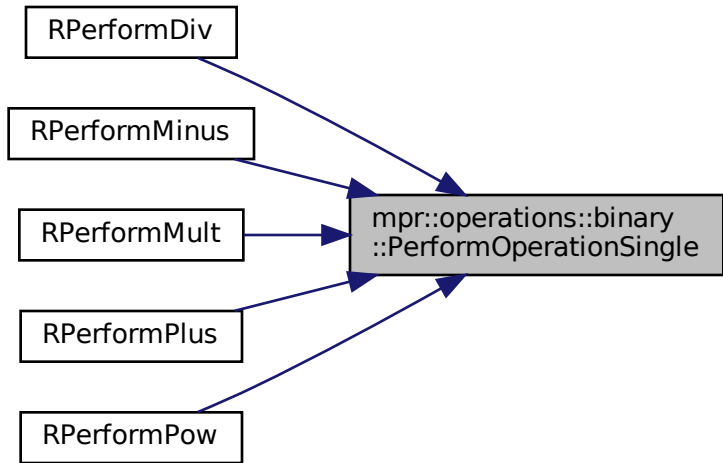 RPerformDiv
RPerformMinus
mpr::operations::binary
::PerformOperationSingle
RPerformMult
RPerformPlus
RPerformPow